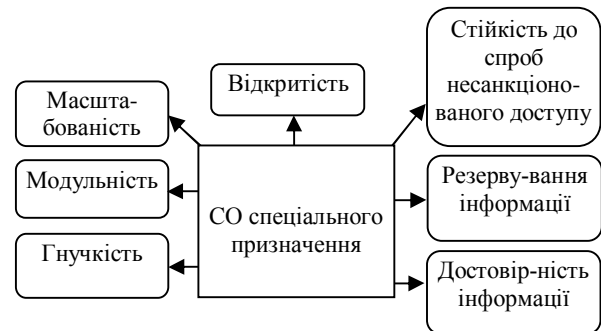 Масшта-
бованість
Модульність
Гнучкість
Відкритість
СО спеціального
призначення
Стійкість до
спроб
несанкціоно-
ваного доступу
Резерву-вання
інформації
Достовір-ність
інформації